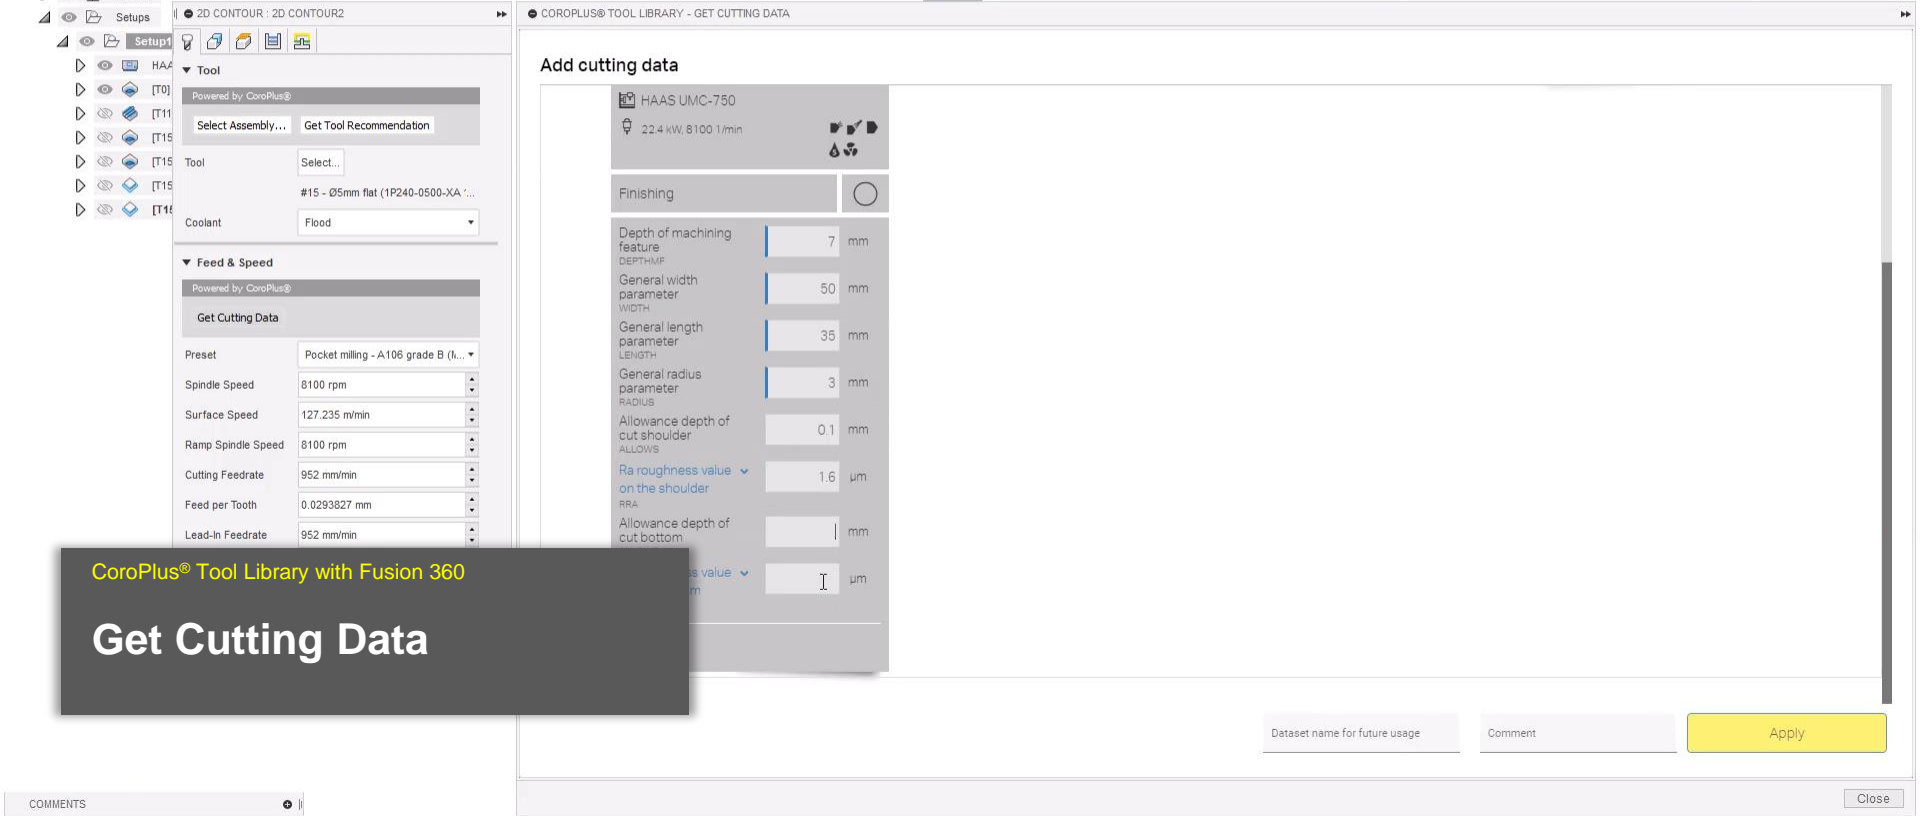 Setups
2D CONTOUR : 2D CONTOUR2
COROPLUS® TOOL LIBRARY - GET CUTTING DATA
Setup1
HAA
[T0]
[T11
[T15
[T15
[T15
[T15
Tool
Powered by CoroPlus®
Select Assembly...
Get Tool Recommendation
Tool
Select...
#15 - Ø5mm flat (1P240-0500-XA
Coolant
Flood
Feed & Speed
Powered by CoroPlus®
Get Cutting Data
Preset
Pocket milling - A106 grade B
Spindle Speed
8100 rpm
Surface Speed
127.235 m/min
Ramp Spindle Speed
8100 rpm
Cutting Feedrate
952 mm/min
Feed per Tooth
0.0293827 mm
Lead-In Feedrate
952 mm/min
Add cutting data
HAAS UMC-750
22.4 kW, 8100 1/min
Finishing
Depth of machining
feature
DEPTHMF
7 mm
General width
parameter
WIDTH
50 mm
General length
parameter
LENGTH
35 mm
General radius
parameter
RADIUS
3 mm
Allowance depth of
cut shoulder
ALLOWS
0.1 mm
Ra roughness value
on the shoulder
RRA
1.6 µm
Allowance depth of
cut bottom
mm
ss value
m
µm
CoroPlus® Tool Library with Fusion 360
Get Cutting Data
Dataset name for future usage
Comment
Apply
COMMENTS
Close